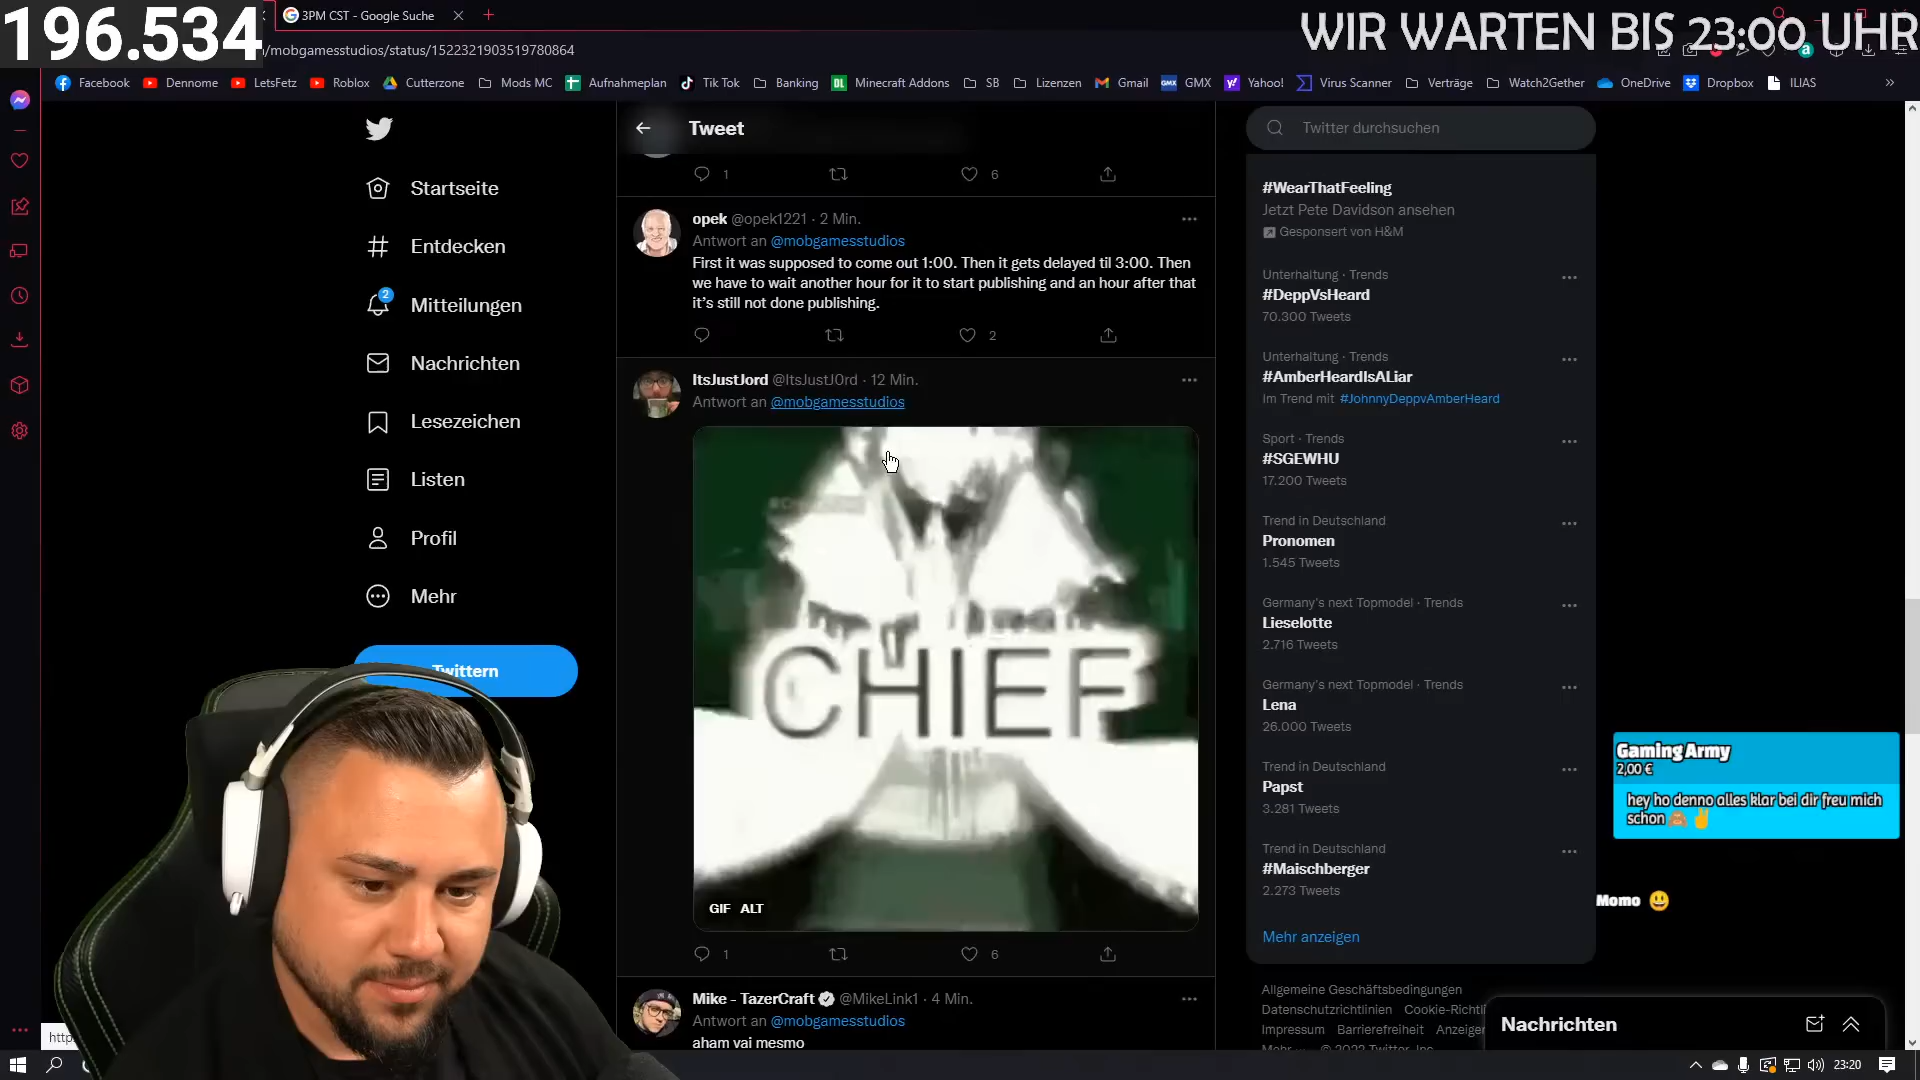 196.534
WIR WARTEN BIS 23:00 UHR
3PM CST - Google Suche
/mobgamesstudios/status/1522321903519780864
Facebook
Dennome
LetsFetz
Roblox
Cutterzone
Mods MC
Aufnahmeplan
Tik Tok
Banking
Minecraft Addons
SB
Lizenzen
Gmail
GMX
Yahoo!
Virus Scanner
Verträge
Watch2Gether
OneDrive
Dropbox
ILIAS
Startseite
Entdecken
2
Mitteilungen
Nachrichten
Lesezeichen
Listen
Profil
Mehr
Twittern
Tweet
1
6
opek @opek1221 · 2 Min.
Antwort an @mobgamesstudios
First it was supposed to come out 1:00. Then it gets delayed til 3:00. Then
we have to wait another hour for it to start publishing and an hour after that
it's still not done publishing.
2
ItsJustJord @ItsJustJ0rd · 12 Min.
Antwort an @mobgamesstudios
CHIEF
GIF ALT
1
6
Mike - TazerCraft @MikeLink1 · 4 Min.
Antwort an @mobgamesstudios
aham vai mesmo
Twitter durchsuchen
#WearThatFeeling
Jetzt Pete Davidson ansehen
Gesponsert von H&M
Unterhaltung · Trends
#DeppVsHeard
70.300 Tweets
Unterhaltung · Trends
#AmberHeardIsALiar
Im Trend mit #JohnnyDeppvAmberHeard
Sport · Trends
#SGEWHU
17.200 Tweets
Trend in Deutschland
Pronomen
1.545 Tweets
Germany's next Topmodel · Trends
Lieselotte
2.716 Tweets
Germany's next Topmodel · Trends
Lena
26.000 Tweets
Trend in Deutschland
Papst
3.281 Tweets
Trend in Deutschland
#Maischberger
2.273 Tweets
Mehr anzeigen
Allgemeine Geschäftsbedingungen
Datenschutzrichtlinien Cookie-Richtli
Impressum Barrierefreiheit Anzeigen
Mehr ··· © 2022 Twitter, Inc.
Gaming Army
2,00 €
hey ho denno alles klar bei dir freu mich
schon 🙈 ✌
Momo 😃
Nachrichten
http
23:20